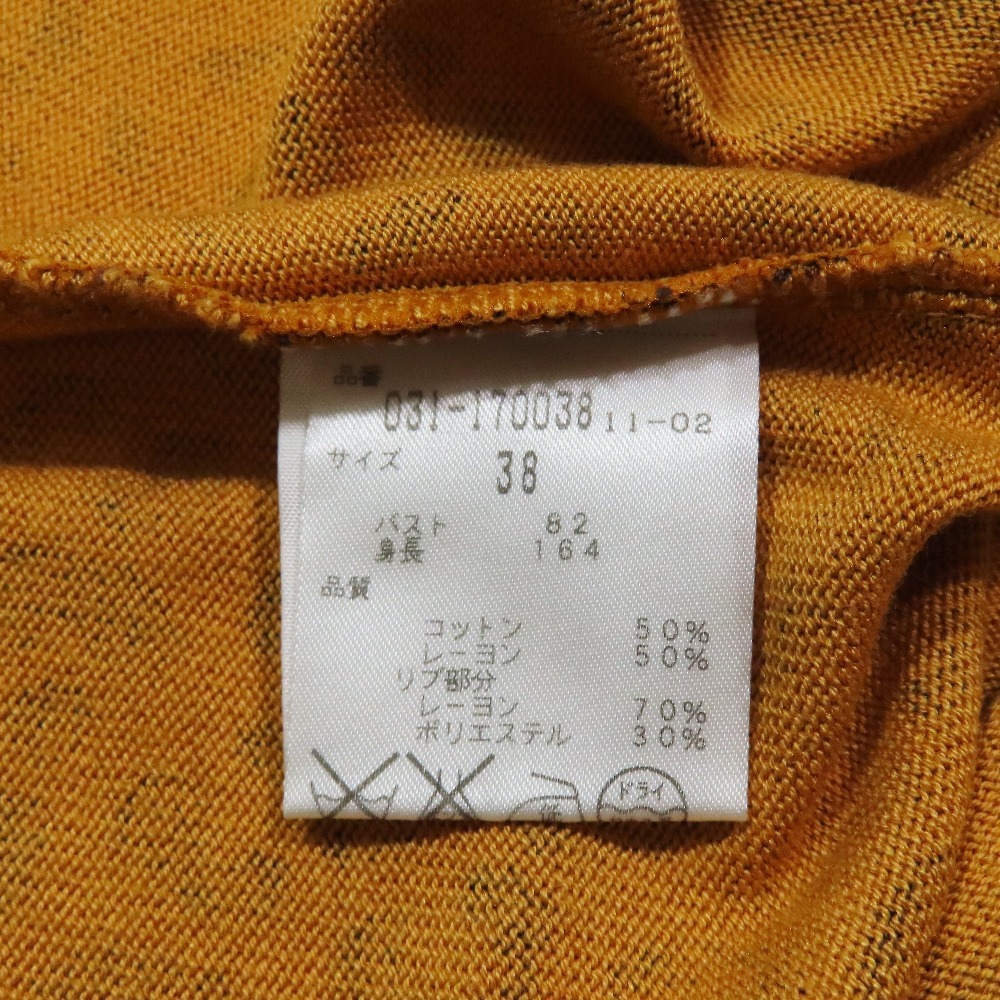 品番
031-170038 11-02
サイズ 38
バスト 82
身長 164
品質
コットン 50%
レーヨン 50%
リブ部分
レーヨン 70%
ポリエステル 30%
ドライ